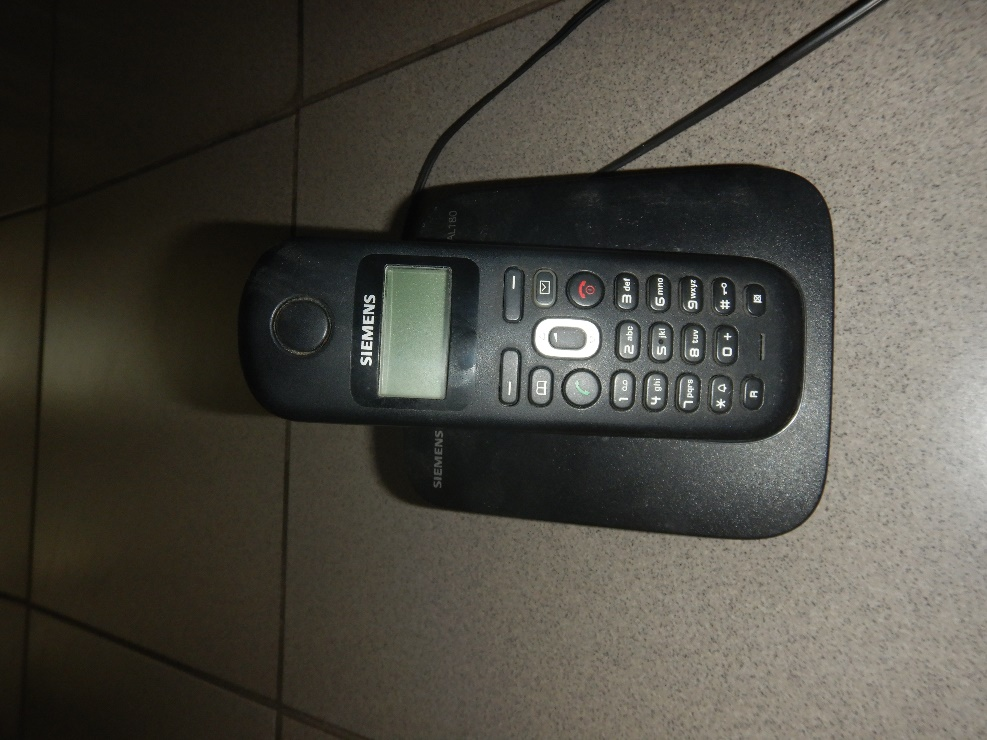 SIEMENS
1
2 abc
3 def
4 ghi
5 jkl
6 mno
7 pqrs
8 tuv
9 wxyz
*
0 +
#
R
SIEMENS
AL180